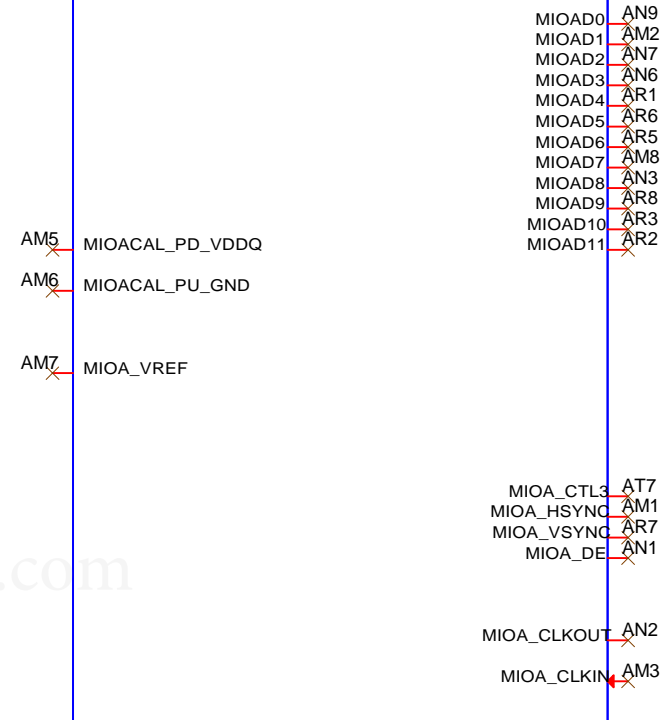 MIOAD0 AN9
MIOAD1 AM2
MIOAD2 AN7
MIOAD3 AN6
MIOAD4 AR1
MIOAD5 AR6
MIOAD6 AR5
MIOAD7 AM8
MIOAD8 AN3
MIOAD9 AR8
MIOAD10 AR3
AM5 MIOACAL_PD_VDDQ MIOAD11 AR2
AM6 MIOACAL_PU_GND
AM7 MIOA_VREF
MIOA_CTL3 AT7
MIOA_HSYNC AM1
MIOA_VSYNC AR7
MIOA_DE AN1
.com
MIOA_CLKOUT AN2
MIOA_CLKIN AM3